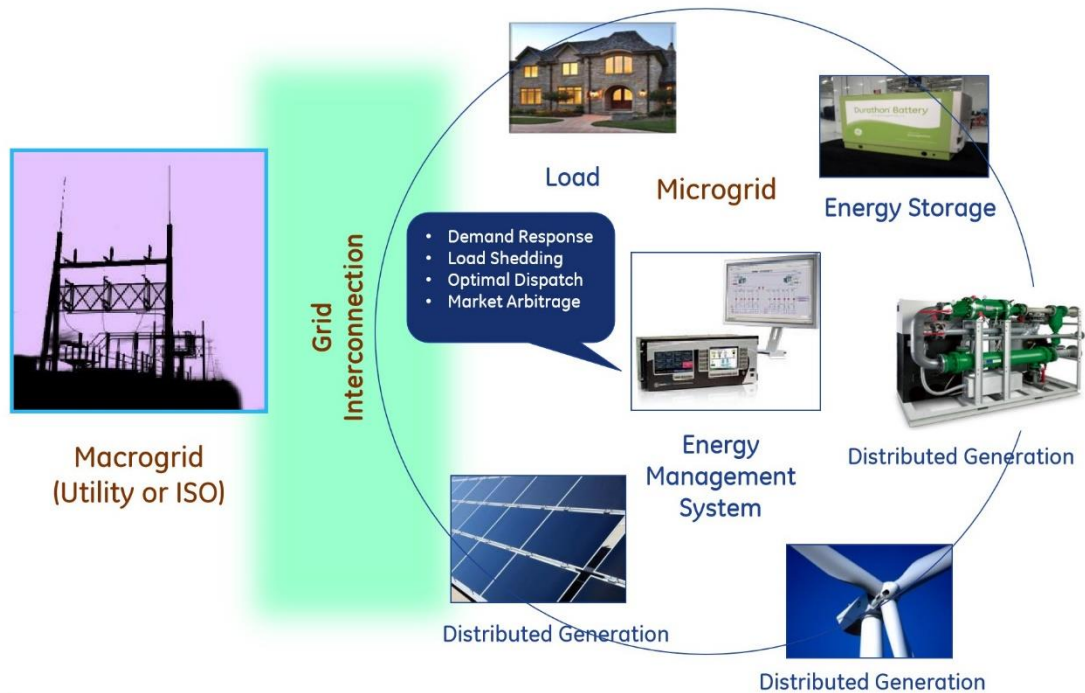 Load
Microgrid
Durathon Battery
Energy Storage
Demand Response
Load Shedding
Optimal Dispatch
Market Arbitrage
Grid
Interconnection
Macrogrid
(Utility or ISO)
Energy
Management
System
Distributed Generation
Distributed Generation
Distributed Generation